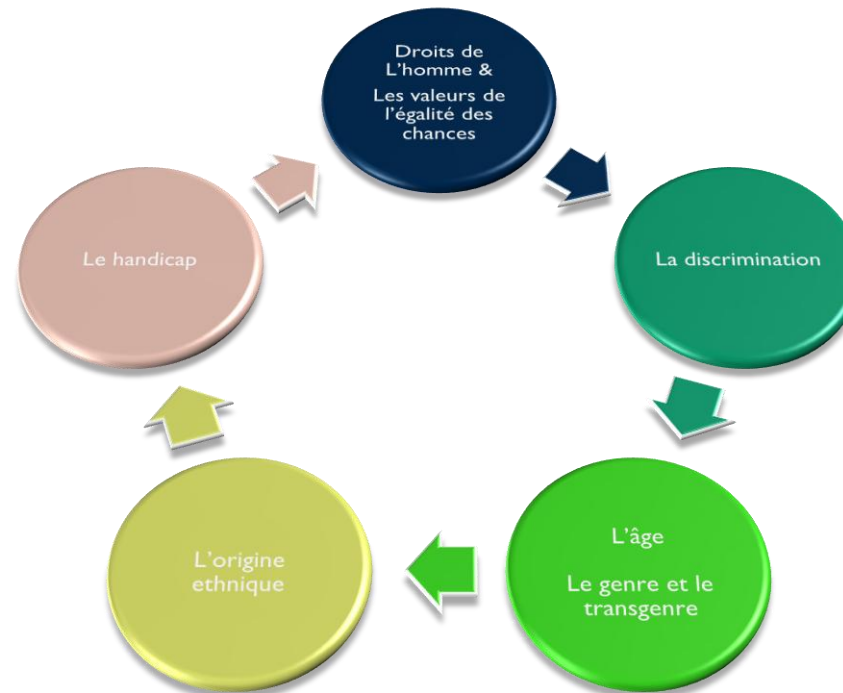 Droits de
L'homme &
Les valeurs de
l'égalité des
chances
La discrimination
L'âge
Le genre et le
transgenre
L'origine
ethnique
Le handicap